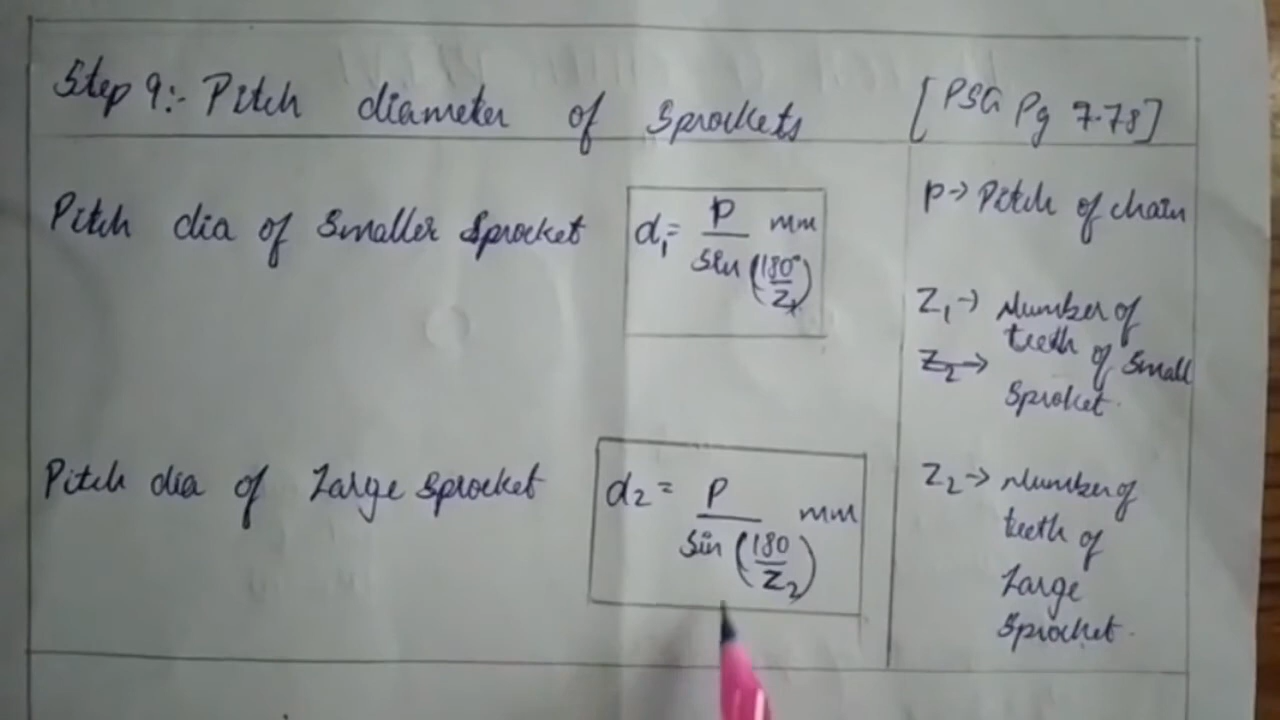 Step 9:- Pitch diameter of Sprockets [PSG Pg 7.78]
Pitch dia of Smaller Sprocket d₁ = P / sin (180° / Z₁) mm
P → Pitch of chain
Z₁ → Number of
teeth of Small
Z₂ →
Sproket.
Pitch dia of Large Sprocket d₂ = P / sin (180 / Z₂) mm
Z₂ → Number of
teeth of
Large
Sprocket.